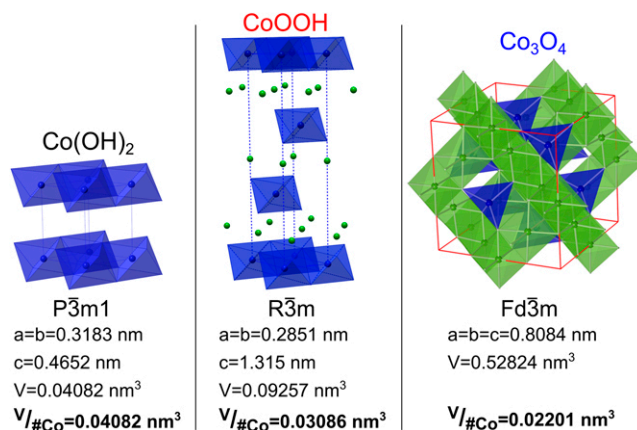 Co(OH)₂
P3̅m1
a=b=0.3183 nm
c=0.4652 nm
V=0.04082 nm³
V/#Co=0.04082 nm³
CoOOH
R3̅m
a=b=0.2851 nm
c=1.315 nm
V=0.09257 nm³
V/#Co=0.03086 nm³
Co₃O₄
Fd3̅m
a=b=c=0.8084 nm
V=0.52824 nm³
V/#Co=0.02201 nm³